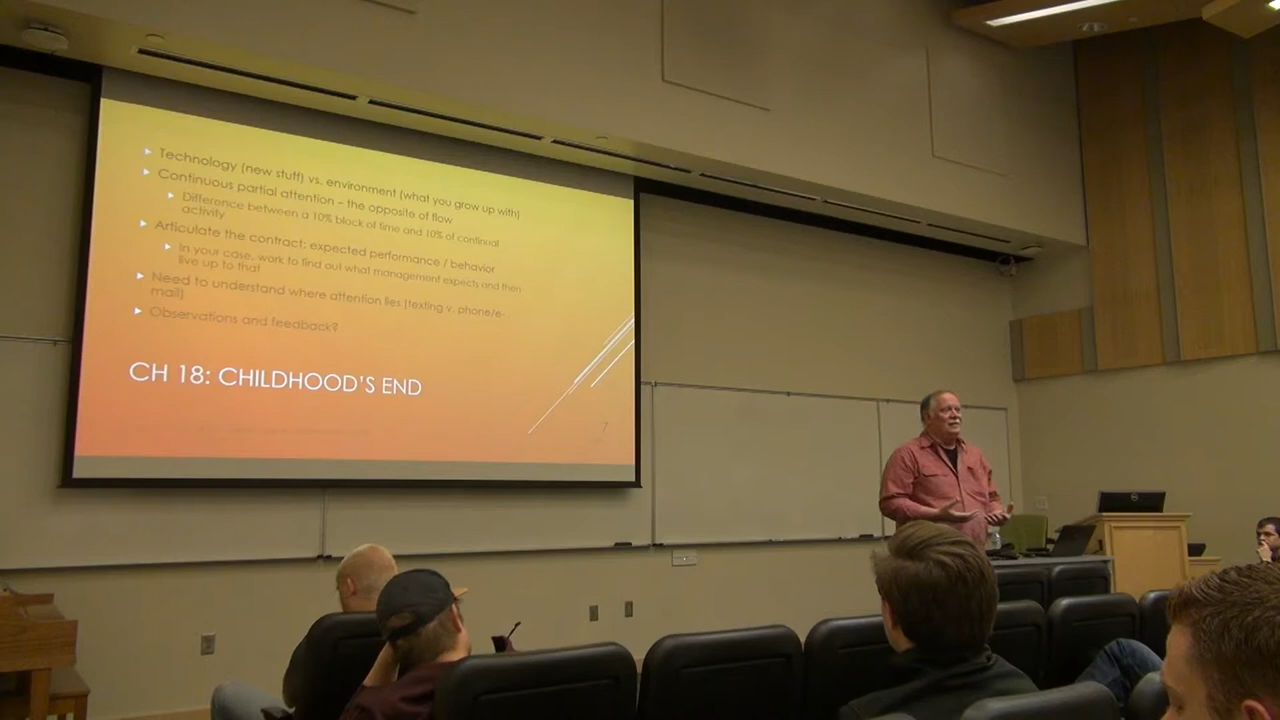 Technology (new stuff) vs. environment (what you grow up with)
Continuous partial attention – the opposite of flow
Difference between a 10% block of time and 10% of continual
activity
Articulate the contract: expected performance / behavior
In your case, work to find out what management expects and then
live up to that
Need to understand where attention lies (texting v. phone/e-
mail)
Observations and feedback?
CH 18: CHILDHOOD'S END
7